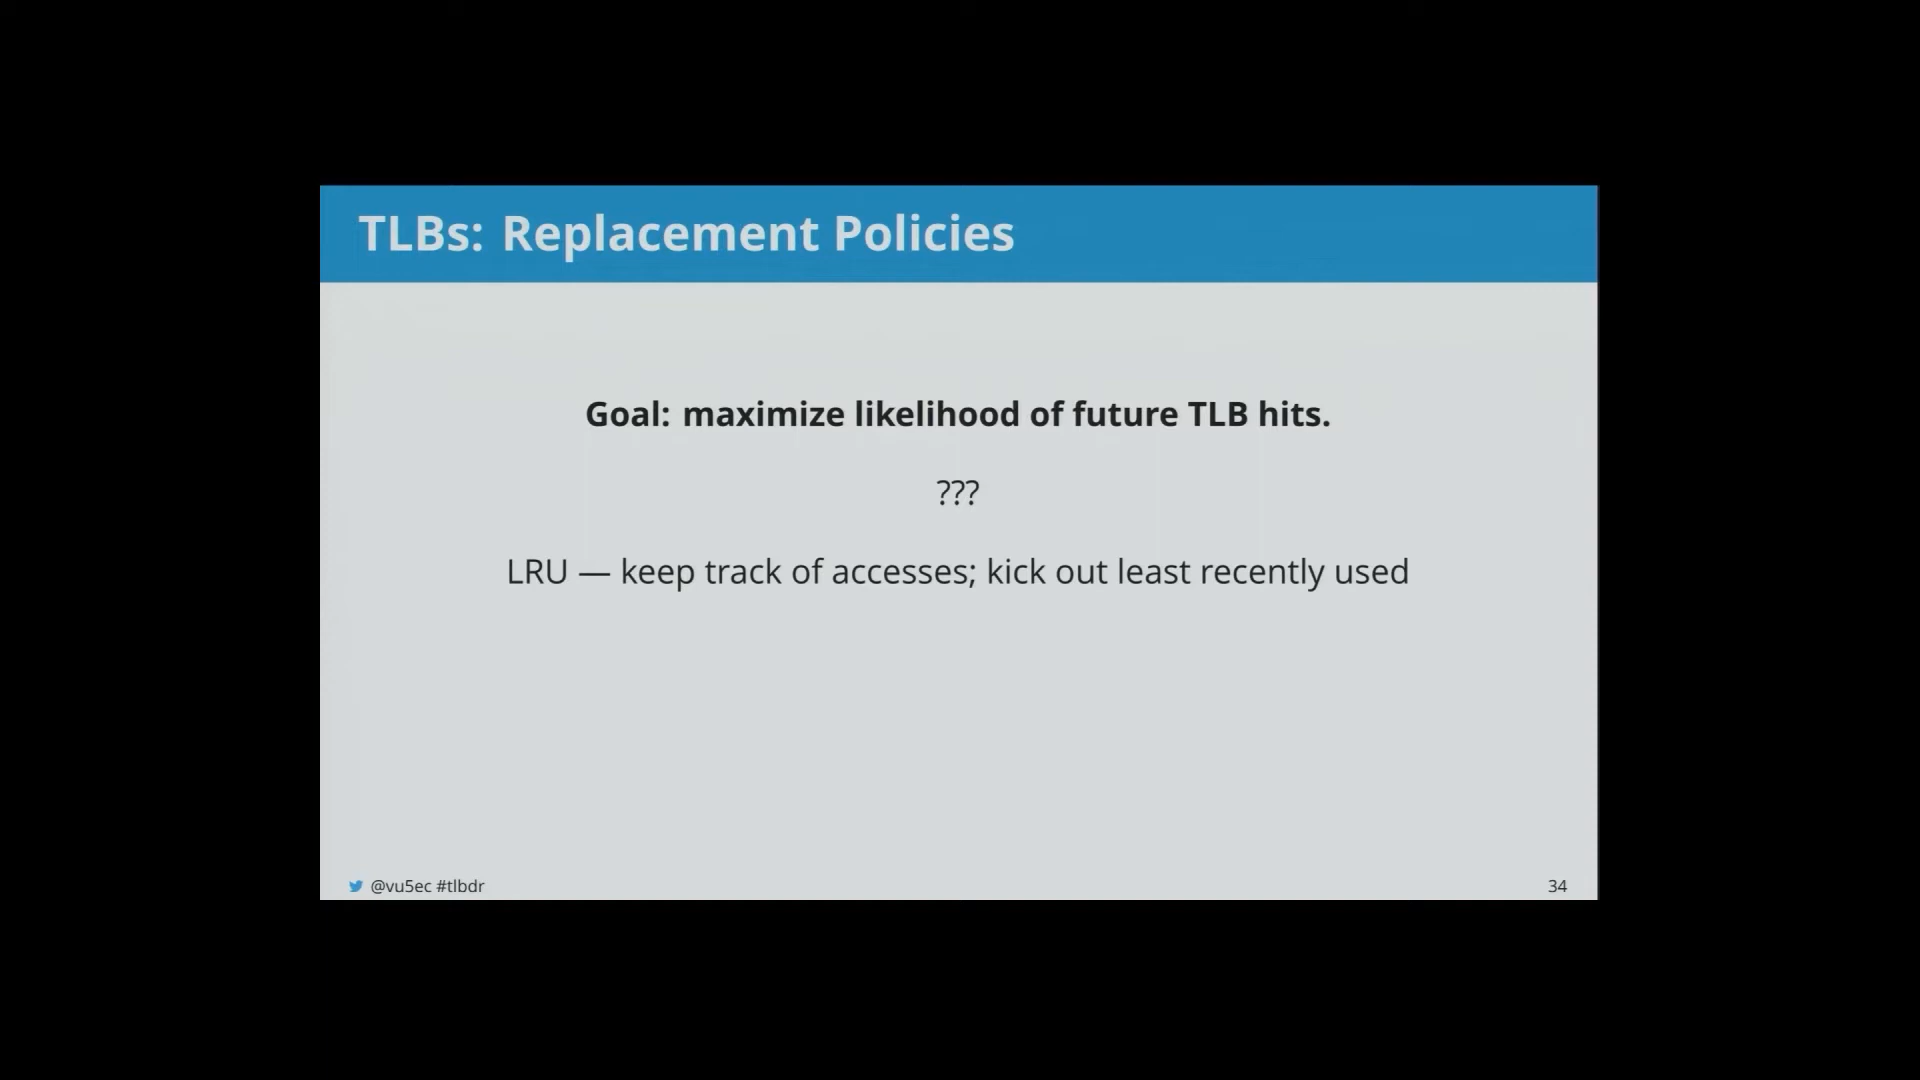 TLBs: Replacement Policies
Goal: maximize likelihood of future TLB hits.
???
LRU — keep track of accesses; kick out least recently used
@vu5ec #tlbdr
34